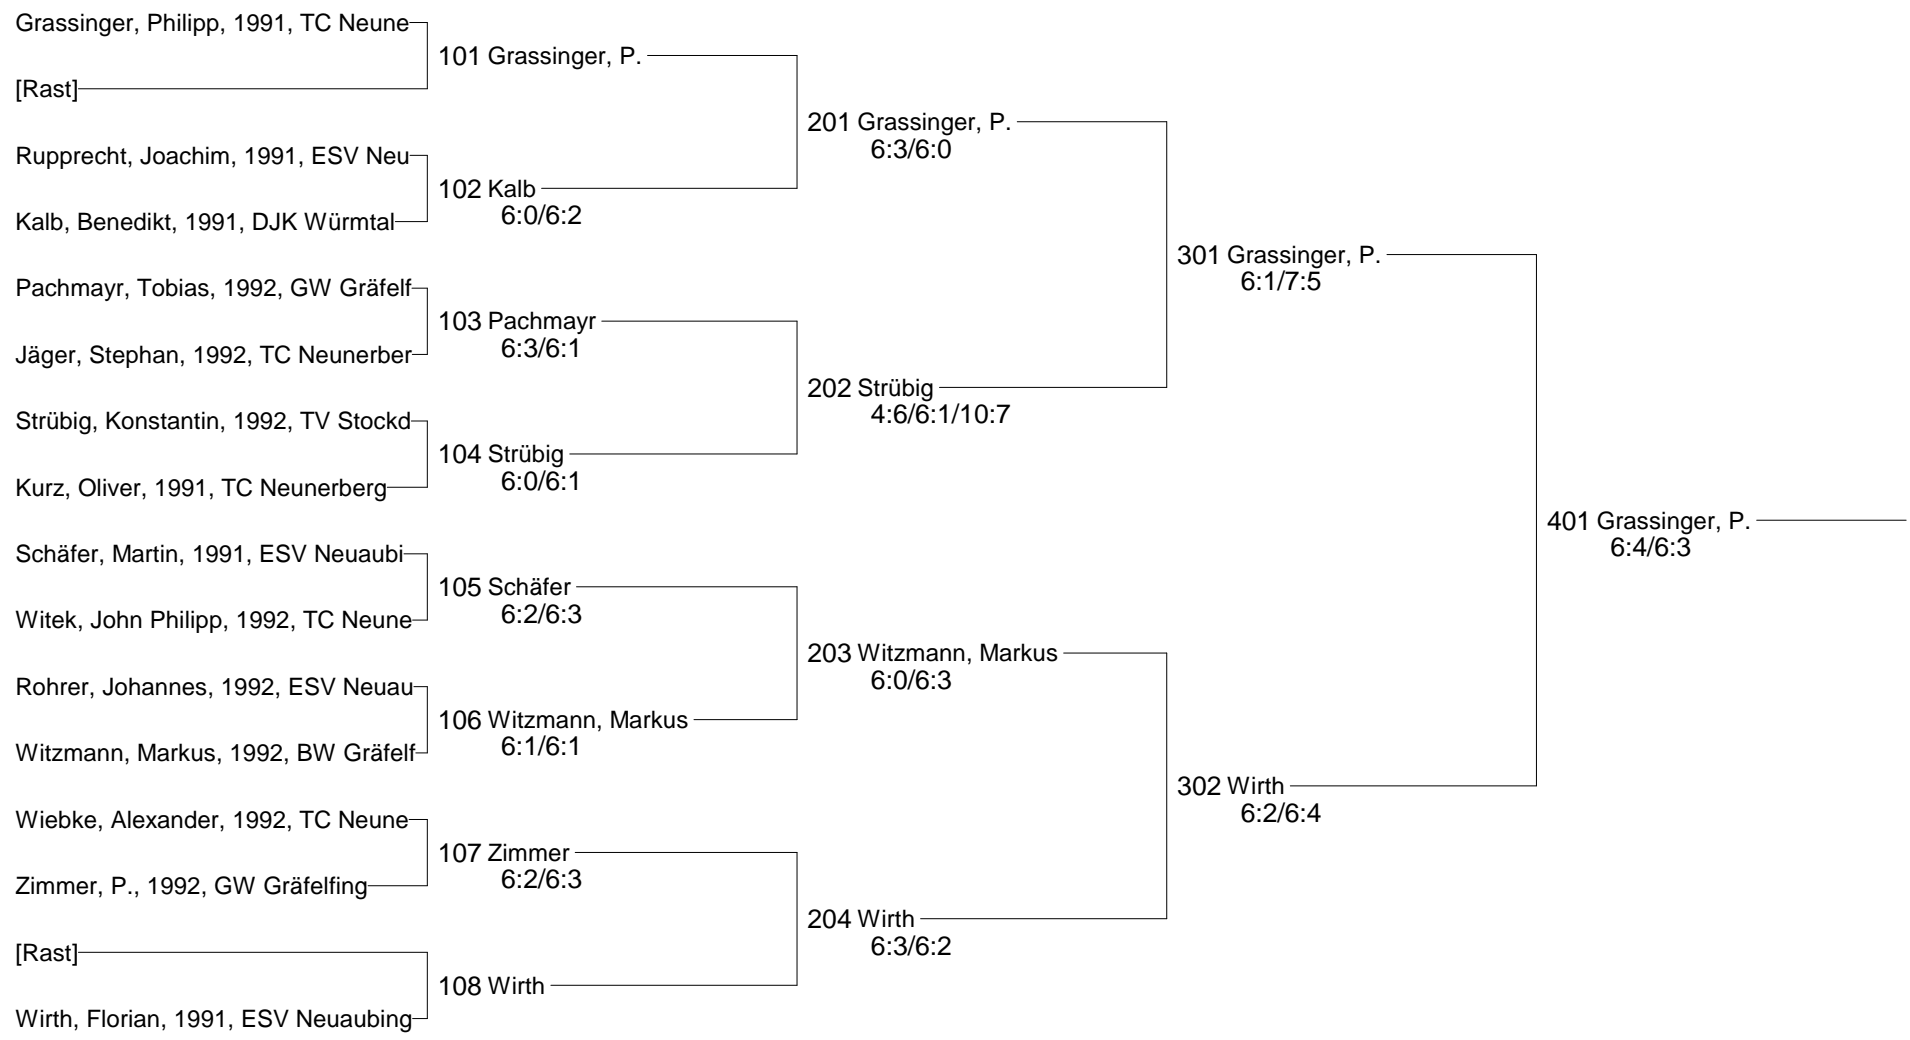 Grassinger, Philipp, 1991, TC Neune
101 Grassinger, P.
[Rast]
201 Grassinger, P.
6:3/6:0
Rupprecht, Joachim, 1991, ESV Neu
102 Kalb
6:0/6:2
Kalb, Benedikt, 1991, DJK Würmtal
301 Grassinger, P.
6:1/7:5
Pachmayr, Tobias, 1992, GW Gräfelf
103 Pachmayr
6:3/6:1
Jäger, Stephan, 1992, TC Neunerber
202 Strübig
4:6/6:1/10:7
Strübig, Konstantin, 1992, TV Stockd
104 Strübig
6:0/6:1
Kurz, Oliver, 1991, TC Neunerberg
401 Grassinger, P.
6:4/6:3
Schäfer, Martin, 1991, ESV Neuaubi
105 Schäfer
6:2/6:3
Witek, John Philipp, 1992, TC Neune
203 Witzmann, Markus
6:0/6:3
Rohrer, Johannes, 1992, ESV Neuau
106 Witzmann, Markus
6:1/6:1
Witzmann, Markus, 1992, BW Gräfelf
302 Wirth
6:2/6:4
Wiebke, Alexander, 1992, TC Neune
107 Zimmer
6:2/6:3
Zimmer, P., 1992, GW Gräfelfing
204 Wirth
6:3/6:2
[Rast]
108 Wirth
Wirth, Florian, 1991, ESV Neuaubing